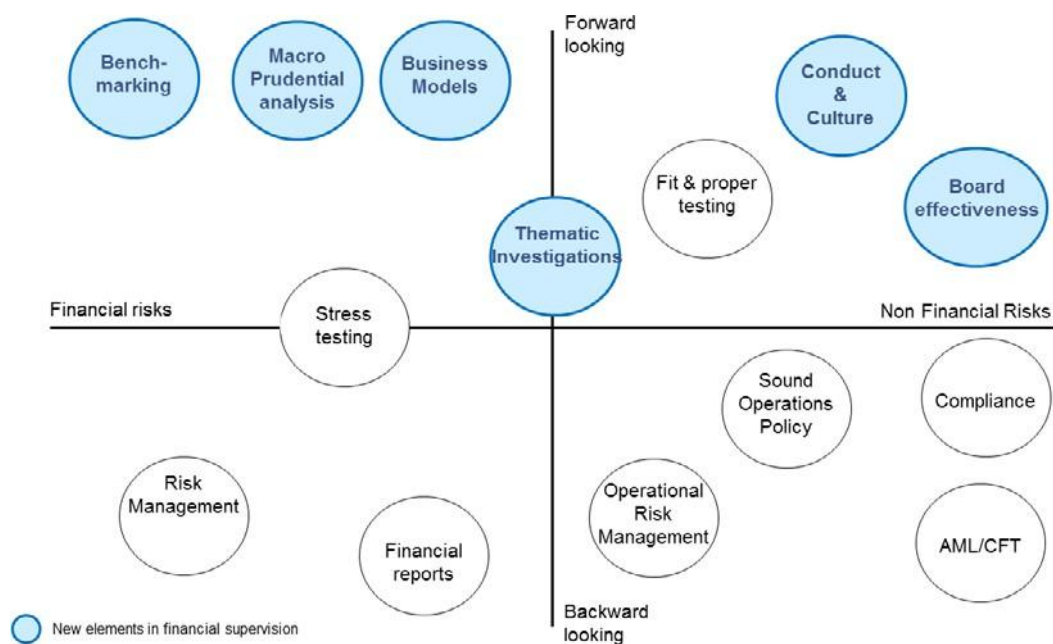 Forward
looking
Bench-
marking
Macro
Prudential
analysis
Business
Models
Conduct
&
Culture
Fit & proper
testing
Board
effectiveness
Thematic
Investigations
Financial risks
Non Financial Risks
Stress
testing
Sound
Operations
Policy
Compliance
Risk
Management
Operational
Risk
Management
Financial
reports
AML/CFT
Backward
looking
New elements in financial supervision